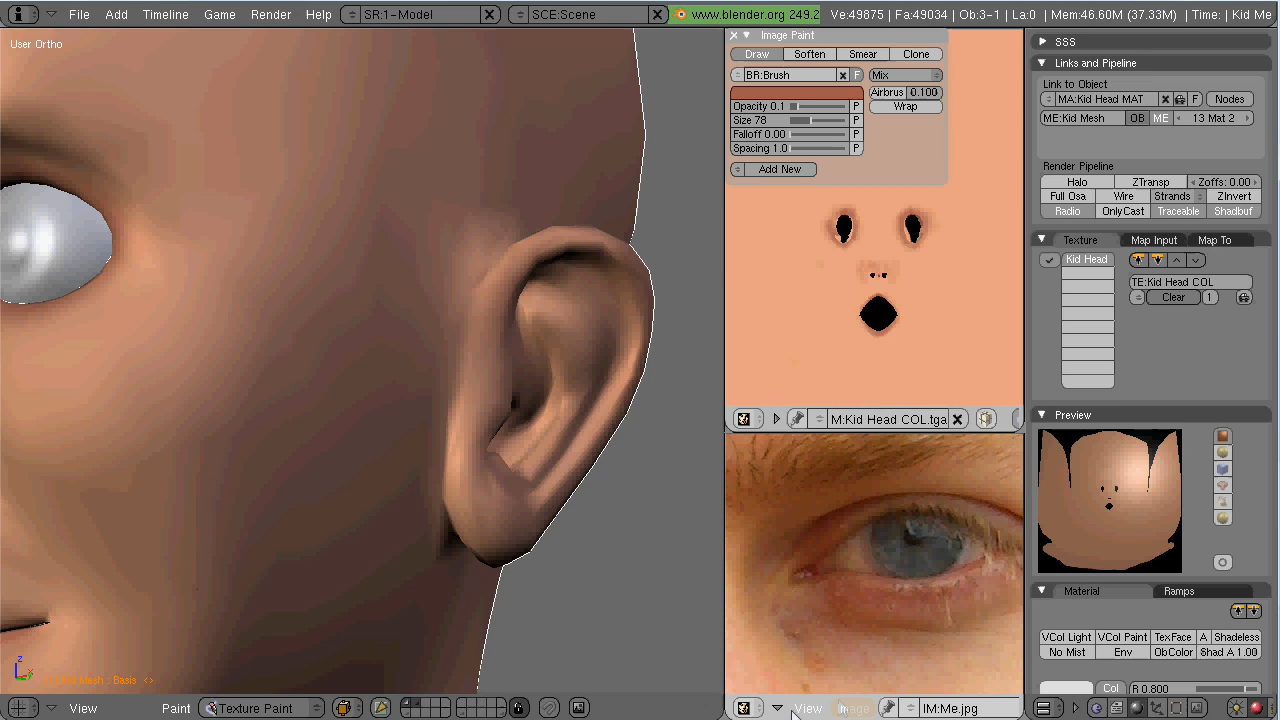 File Add Timeline Game Render Help SR:1-Model SCE:Scene www.blender.org 249.2 Ve:49875 | Fa:49034 | Ob:3-1 | La:0 | Mem:46.60M (37.33M) | Time: | Kid Me
User Ortho
Image Paint
Draw Soften Smear Clone
BR:Brush F Mix
Airbrus 0.100
Opacity 0.1 P Wrap
Size 78 P
Falloff 0.00 P
Spacing 1.0 P
Add New
M:Kid Head COL.tga
SSS
Links and Pipeline
Link to Object
MA:Kid Head MAT F Nodes
ME:Kid Mesh OB ME 13 Mat 2
Render Pipeline
Halo ZTransp Zoffs: 0.00
Full Osa Wire Strands ZInvert
Radio OnlyCast Traceable Shadbuf
Texture Map Input Map To
Kid Head
TE:Kid Head COL
Clear 1
Preview
Material Ramps
VCol Light VCol Paint TexFace A Shadeless
No Mist Env ObColor Shad A 1.00
Col R 0.800
z
Mesh : Basis <>
View Paint Texture Paint
View Image IM:Me.jpg